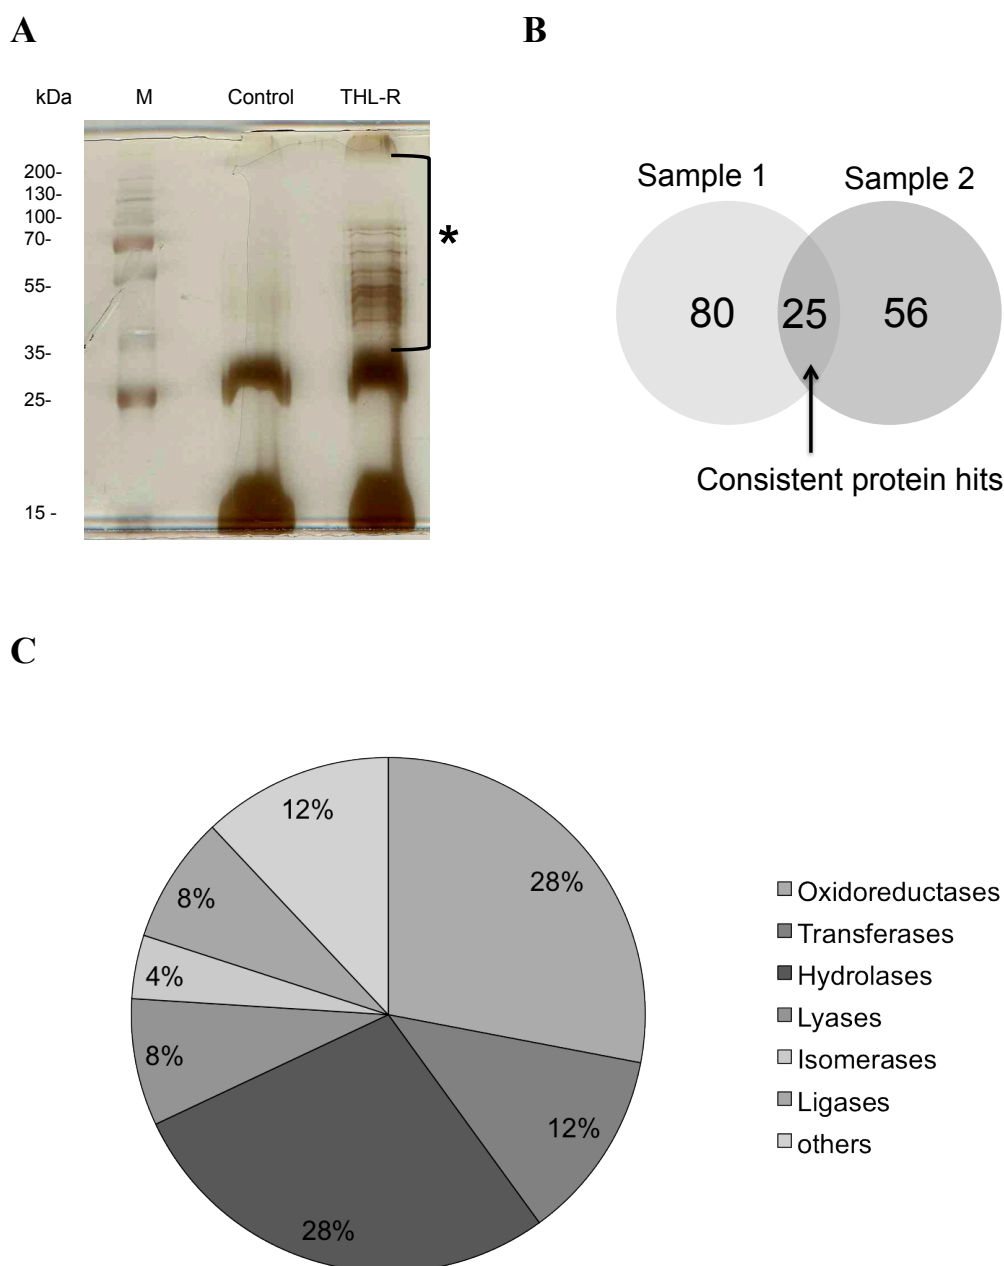 A
kDa M Control THL-R
200-
130-
100-
70-
55-
35-
25-
15 -
*
B
Sample 1 Sample 2
80 25 56
Consistent protein hits
C
12%
28%
8%
4%
8%
12%
28%
Oxidoreductases
Transferases
Hydrolases
Lyases
Isomerases
Ligases
others